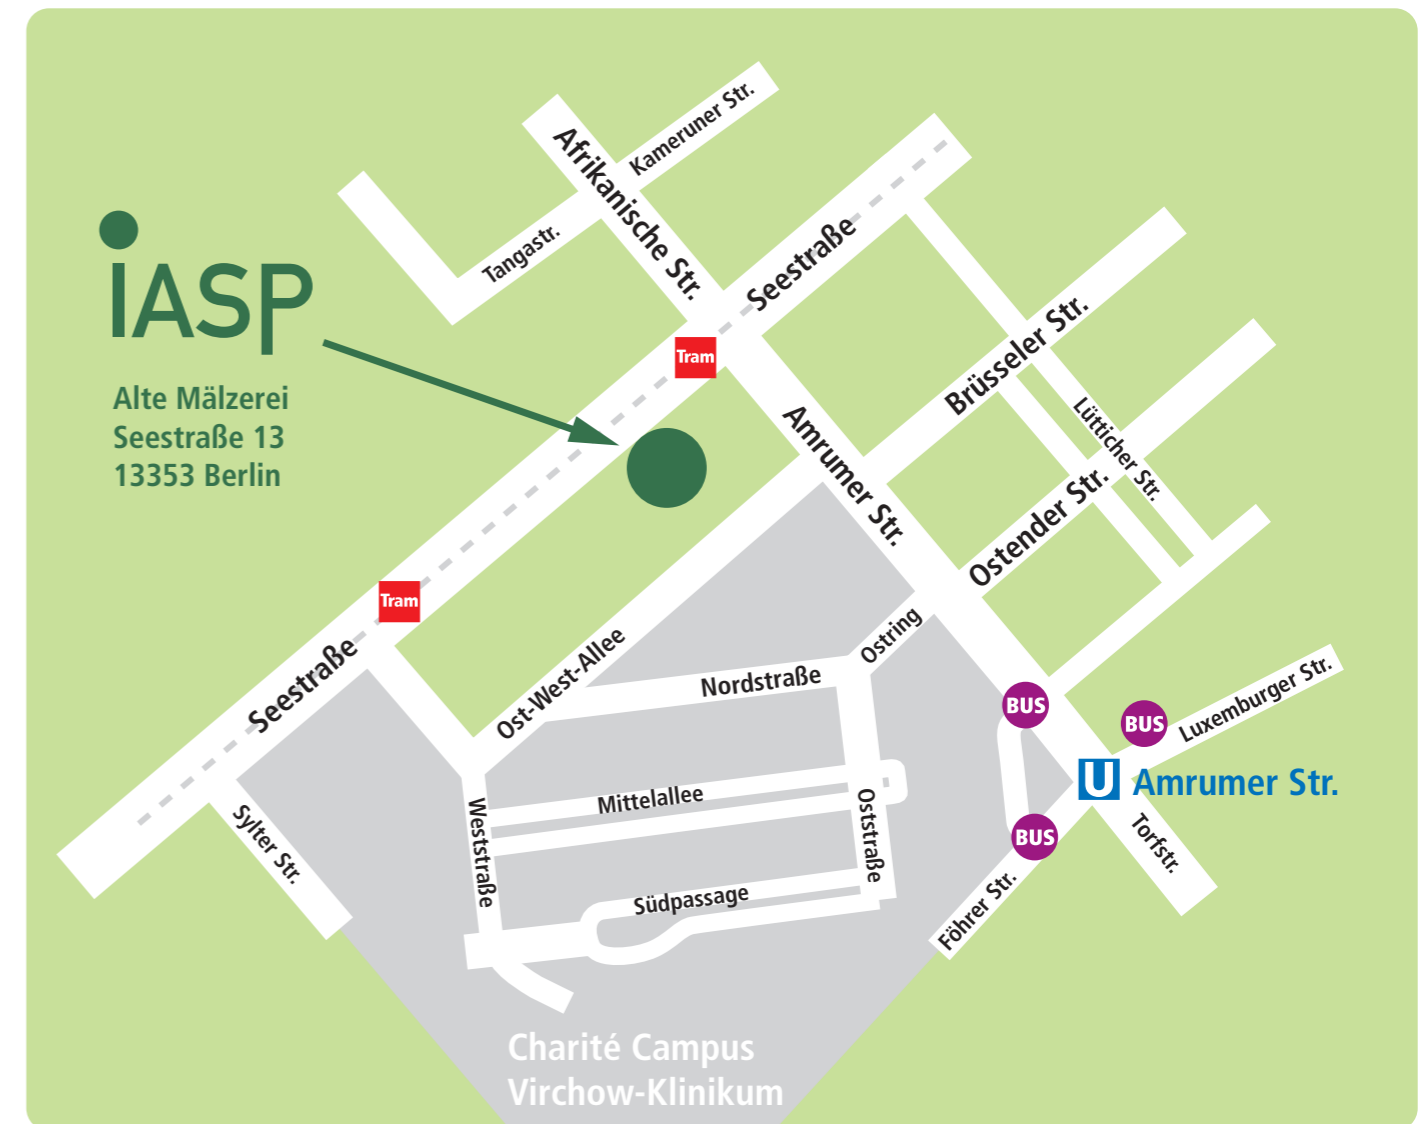 Kameruner Str.
Afrikanische Str.
Tangastr.
Seestraße
iASP
Alte Mälzerei
Seestraße 13
13353 Berlin
Tram
Brüsseler Str.
Lütticher Str.
Amrumer Str.
Ostender Str.
Tram
Seestraße
Ost-West-Allee
Ostring
Nordstraße
BUS
BUS
Luxemburger Str.
U Amrumer Str.
Mittelallee
Weststraße
Oststraße
Sylter Str.
BUS
Torfstr.
Südpassage
Föhrer Str.
Charité Campus
Virchow-Klinikum